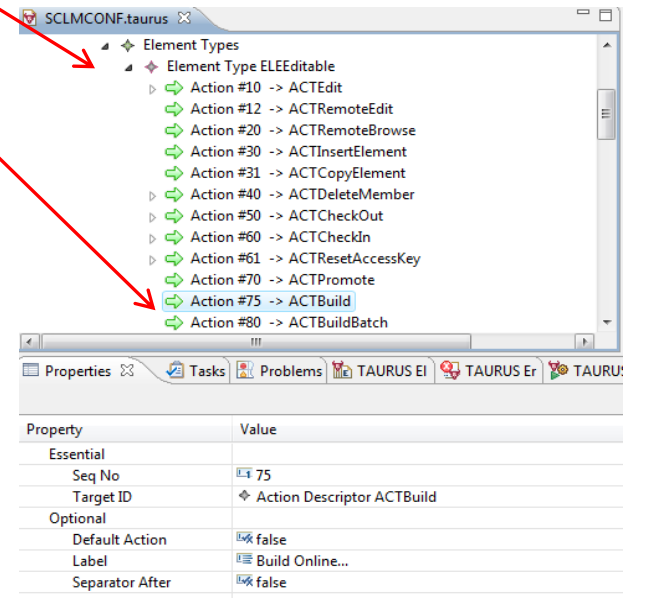 SCLMCONF.taurus
Element Types
Element Type ELEEditable
Action #10 -> ACTEdit
Action #12 -> ACTRemoteEdit
Action #20 -> ACTRemoteBrowse
Action #30 -> ACTInsertElement
Action #31 -> ACTCopyElement
Action #40 -> ACTDeleteMember
Action #50 -> ACTCheckOut
Action #60 -> ACTCheckIn
Action #61 -> ACTResetAccessKey
Action #70 -> ACTPromote
Action #75 -> ACTBuild
Action #80 -> ACTBuildBatch
Properties Tasks Problems TAURUS El TAURUS Er TAURUS
Property Value
Essential
Seq No 75
Target ID Action Descriptor ACTBuild
Optional
Default Action false
Label Build Online...
Separator After false